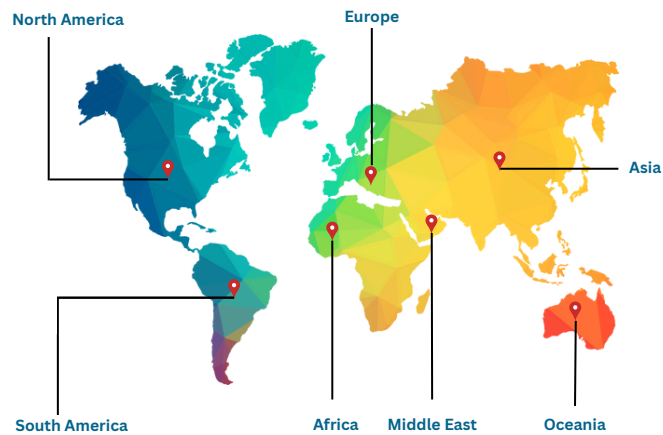 North America
Europe
Asia
South America
Africa
Middle East
Oceania